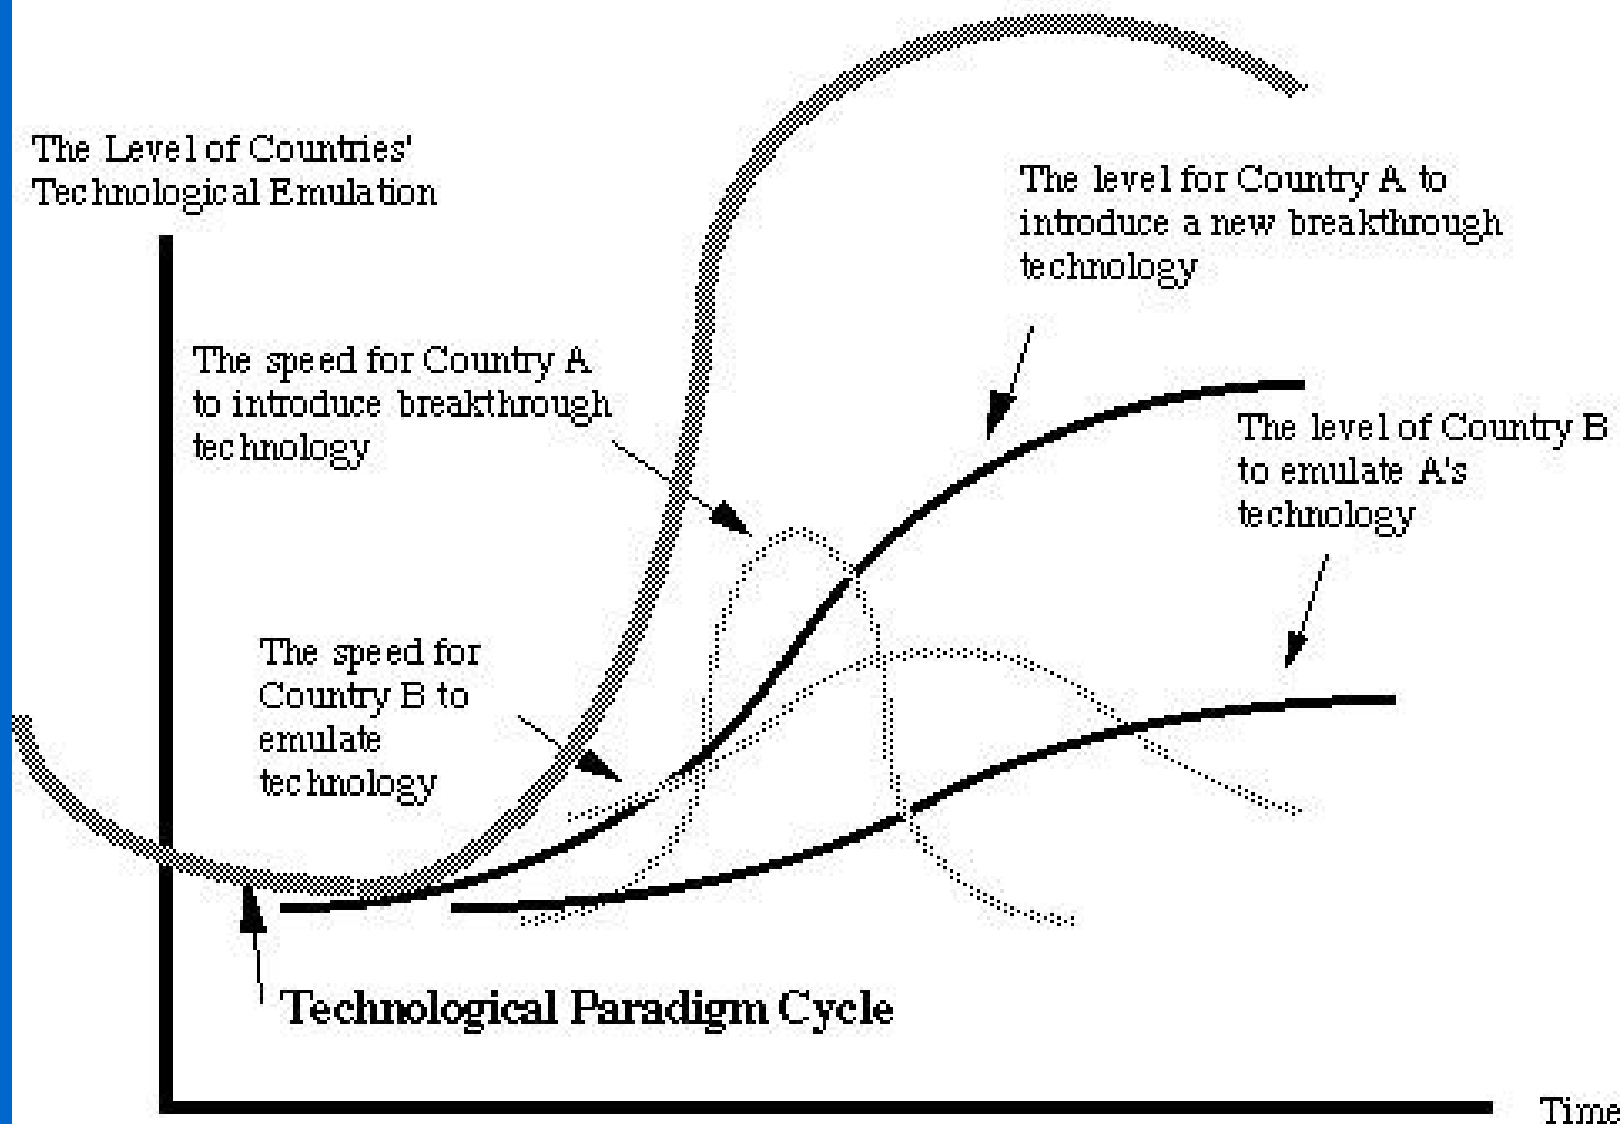 The Level of Countries'
Technological Emulation
The level for Country A to
introduce a new breakthrough
technology
The speed for Country A
to introduce breakthrough
technology
The level of Country B
to emulate A's
technology
The speed for
Country B to
emulate
technology
Technological Paradigm Cycle
Time